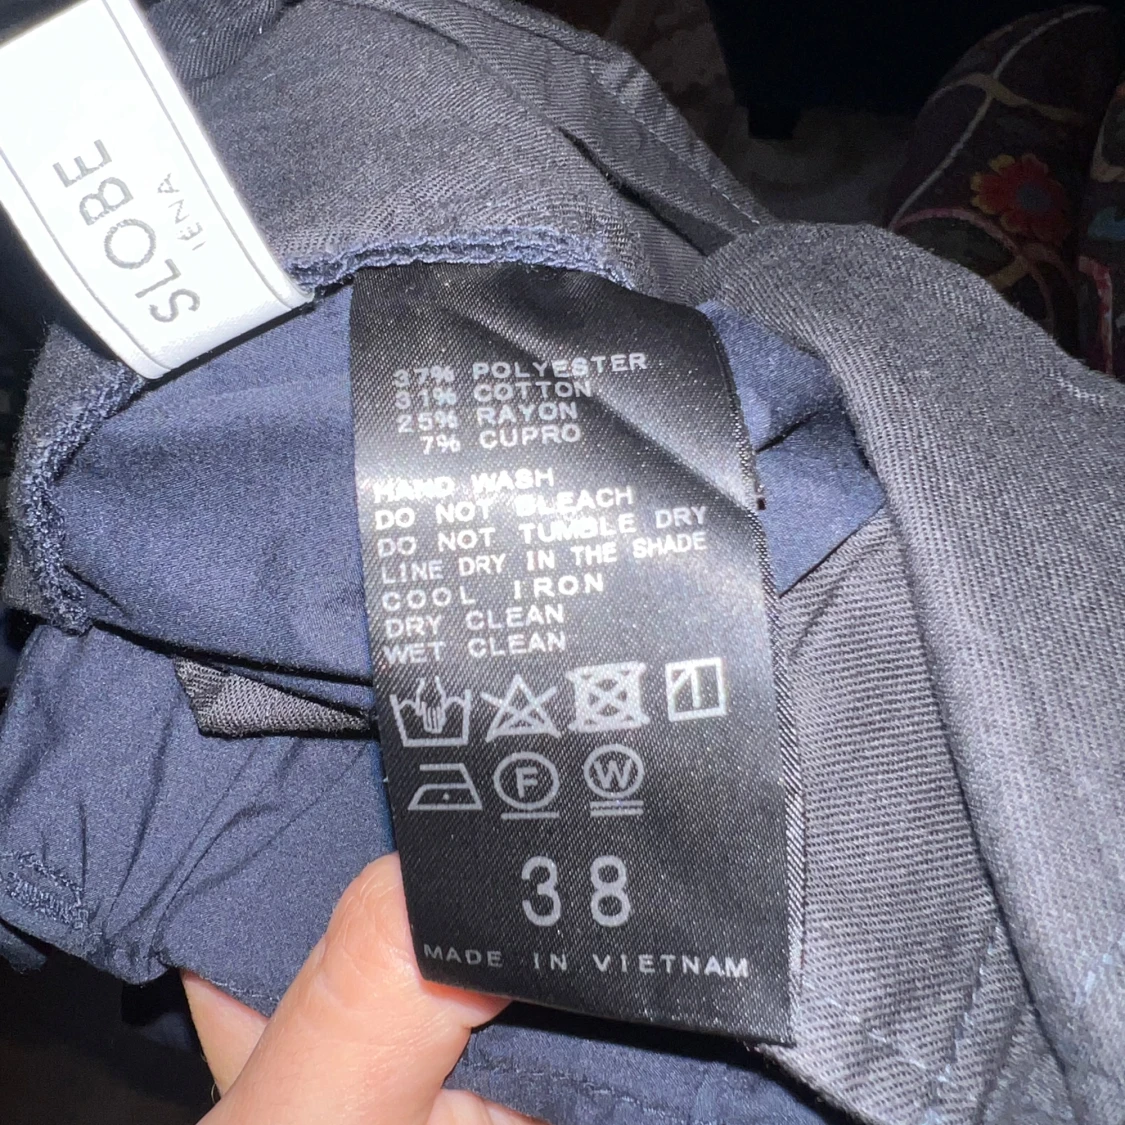 SLOBE
IÉNA
37% POLYESTER
31% COTTON
25% RAYON
7% CUPRO
HAND WASH
DO NOT BLEACH
DO NOT TUMBLE DRY
LINE DRY IN THE SHADE
COOL IRON
DRY CLEAN
WET CLEAN
F W
38
MADE IN VIETNAM